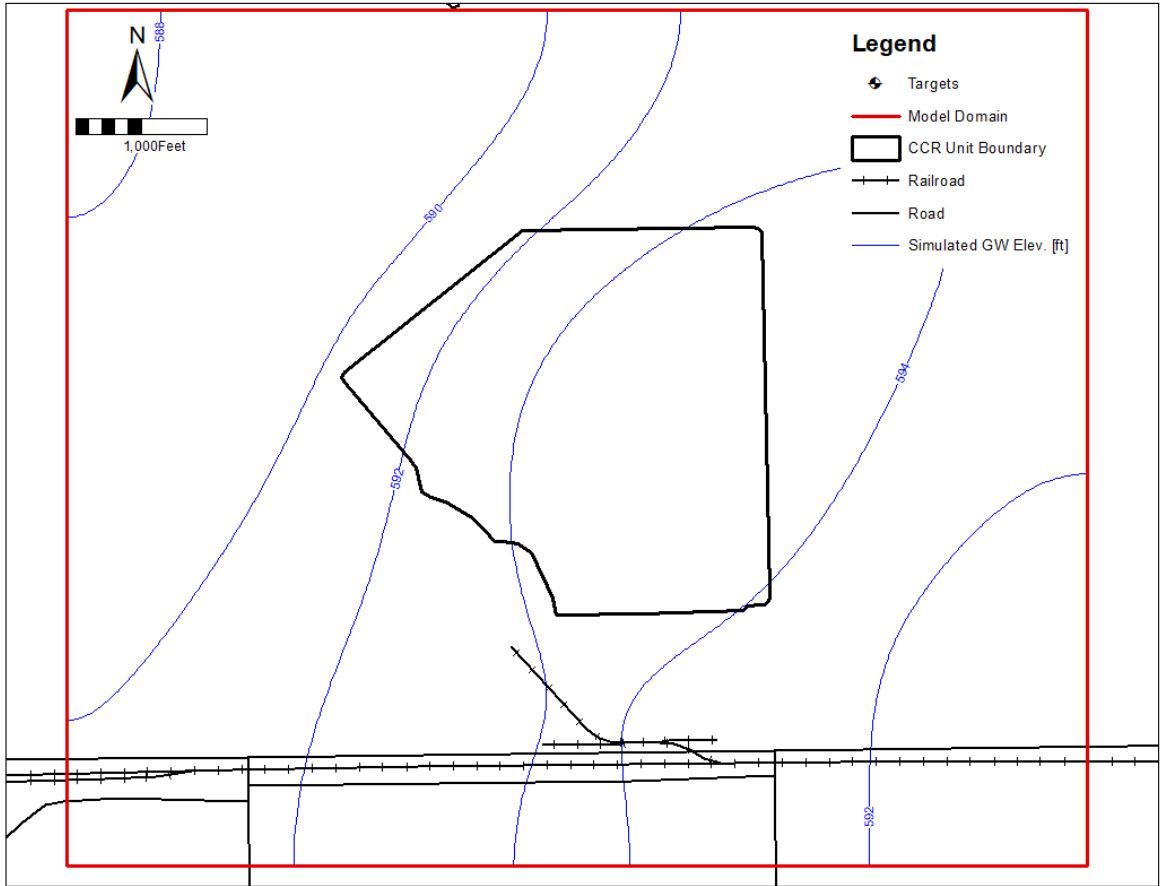 588
N
1,000Feet
Legend
Targets
Model Domain
CCR Unit Boundary
Railroad
Road
Simulated GW Elev. [ft]
590
594
592
592